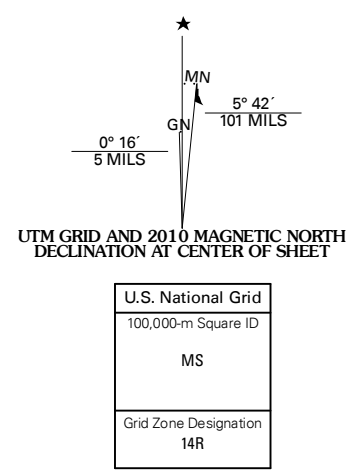 ★
MN
5° 42´
101 MILS
GN
0° 16´
5 MILS
UTM GRID AND 2010 MAGNETIC NORTH
DECLINATION AT CENTER OF SHEET
U.S. National Grid
100,000-m Square ID
MS
Grid Zone Designation
14R